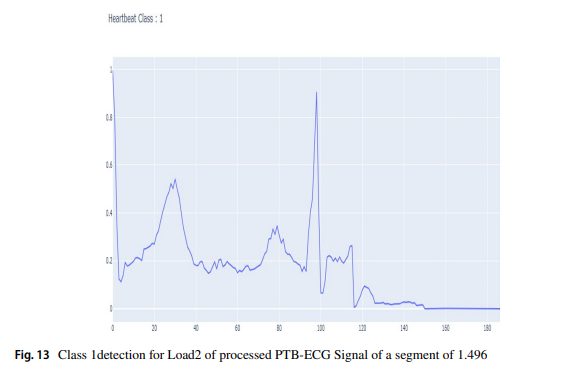 Heartbeat Class : 1
1
0.8
0.6
0.4
0.2
0
0 20 40 60 80 100 120 140 160 180
Fig. 13 Class 1detection for Load2 of processed PTB-ECG Signal of a segment of 1.496